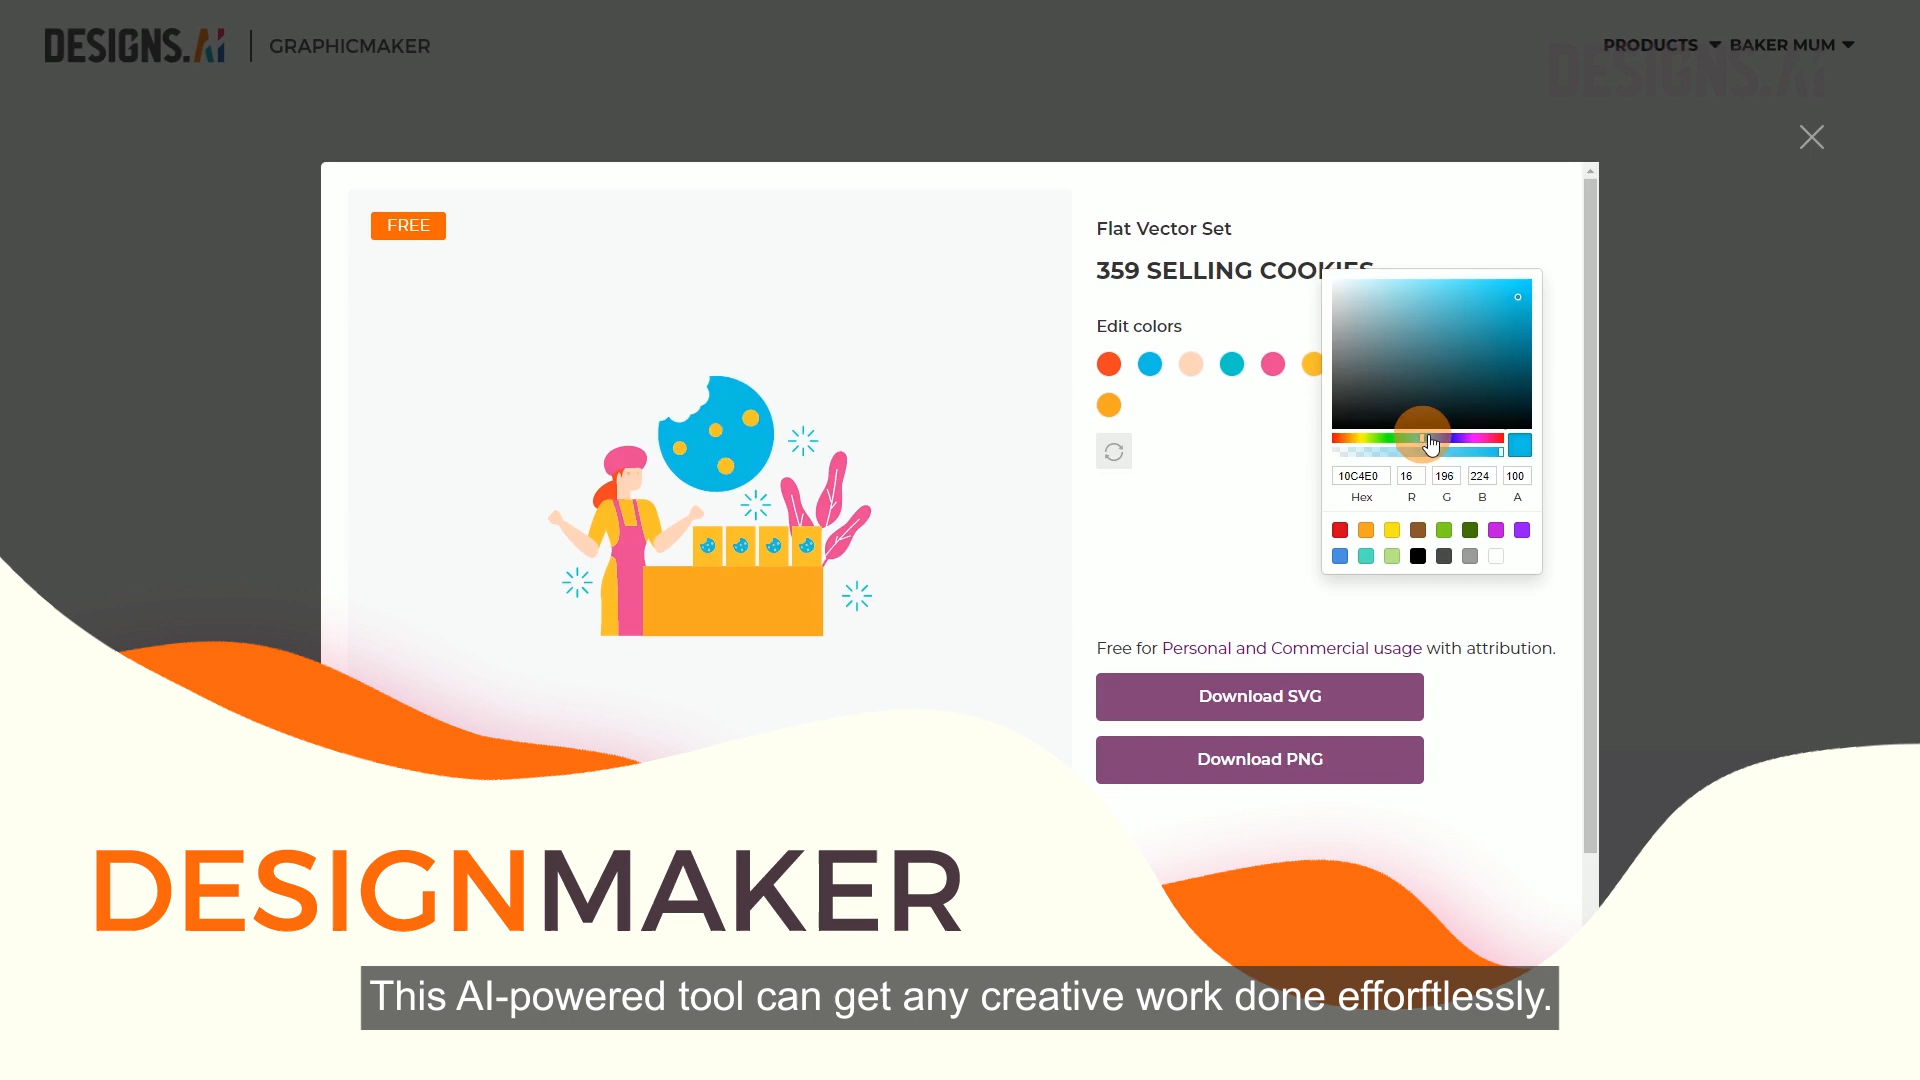 DESIGNS.AI | GRAPHICMAKER
PRODUCTS BAKER MUM
DESIGNS.AI
FREE
Flat Vector Set
359 SELLING COOKIES
Edit colors
10C4E0 16 196 224 100
Hex R G B A
Free for Personal and Commercial usage with attribution.
Download SVG
Download PNG
DESIGNMAKER
This AI-powered tool can get any creative work done efforftlessly.